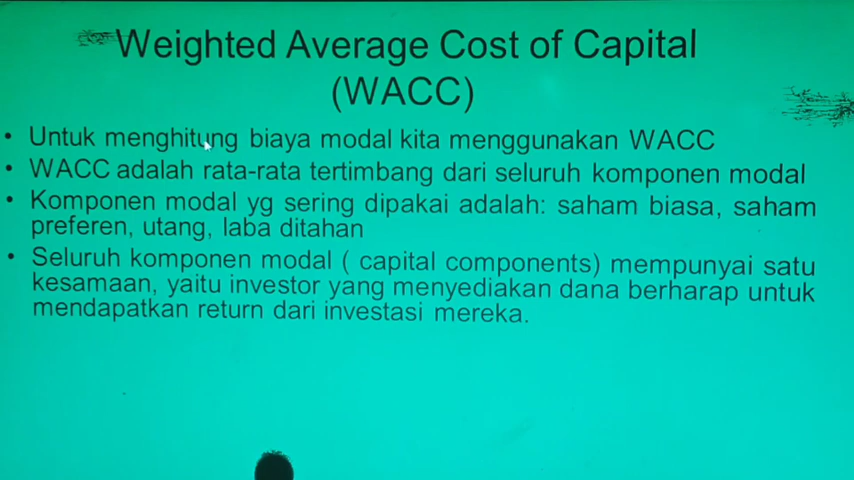 Weighted Average Cost of Capital
(WACC)
• Untuk menghitung biaya modal kita menggunakan WACC
• WACC adalah rata-rata tertimbang dari seluruh komponen modal
• Komponen modal yg sering dipakai adalah: saham biasa, saham
preferen, utang, laba ditahan
• Seluruh komponen modal ( capital components) mempunyai satu
kesamaan, yaitu investor yang menyediakan dana berharap untuk
mendapatkan return dari investasi mereka.